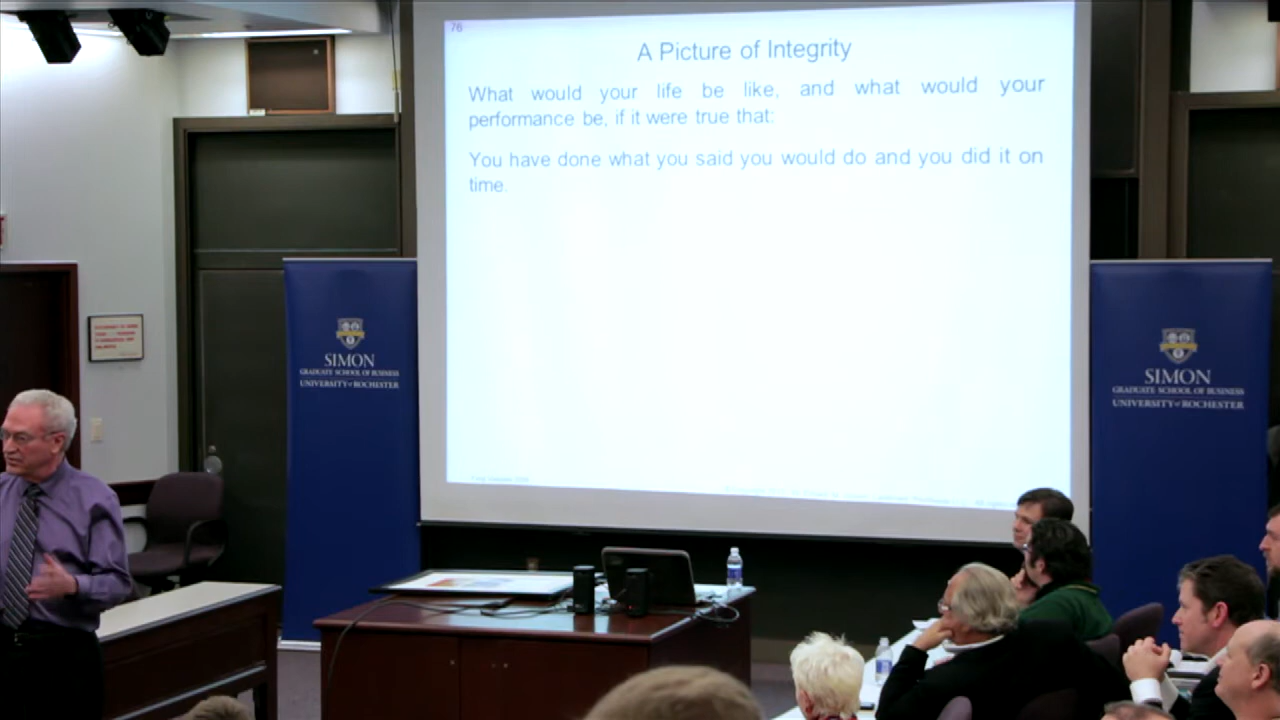 76
A Picture of Integrity
What would your life be like, and what would your
performance be, if it were true that:
You have done what you said you would do and you did it on
time.
SIMON
GRADUATE SCHOOL OF BUSINESS
UNIVERSITY of ROCHESTER
SIMON
GRADUATE SCHOOL OF BUSINESS
UNIVERSITY of ROCHESTER